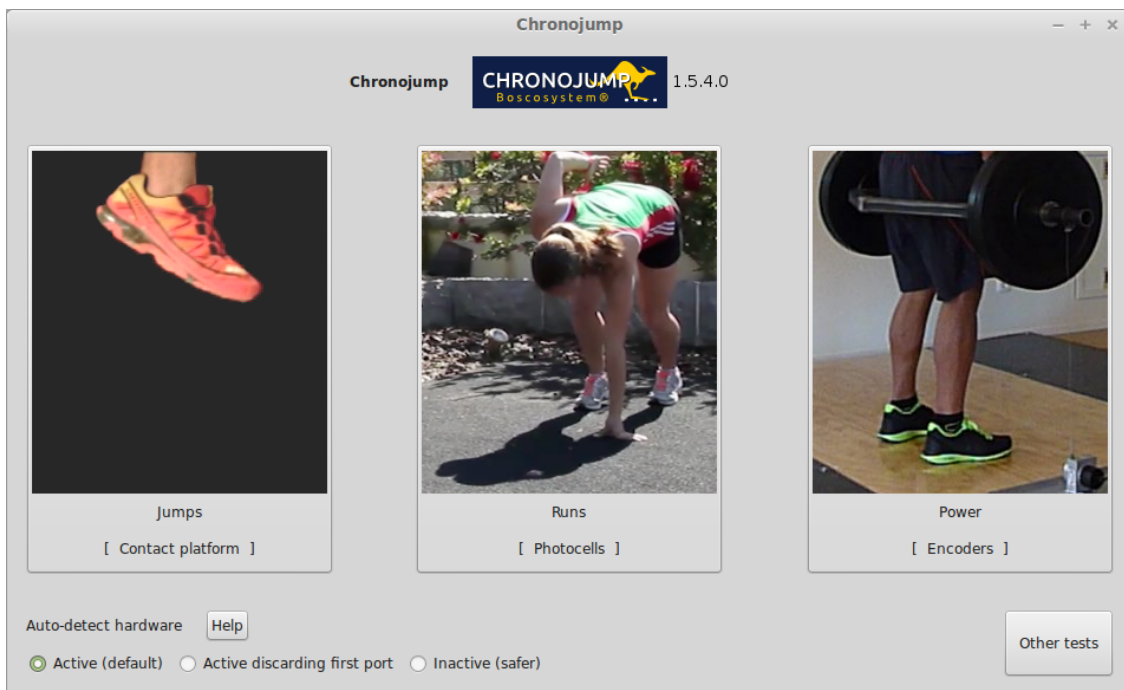 Chronojump
Chronojump CHRONOJUMP 1.5.4.0
Boscosystem®
Jumps
[ Contact platform ]
Runs
[ Photocells ]
Power
[ Encoders ]
Auto-detect hardware Help
Active (default) Active discarding first port Inactive (safer)
Other tests